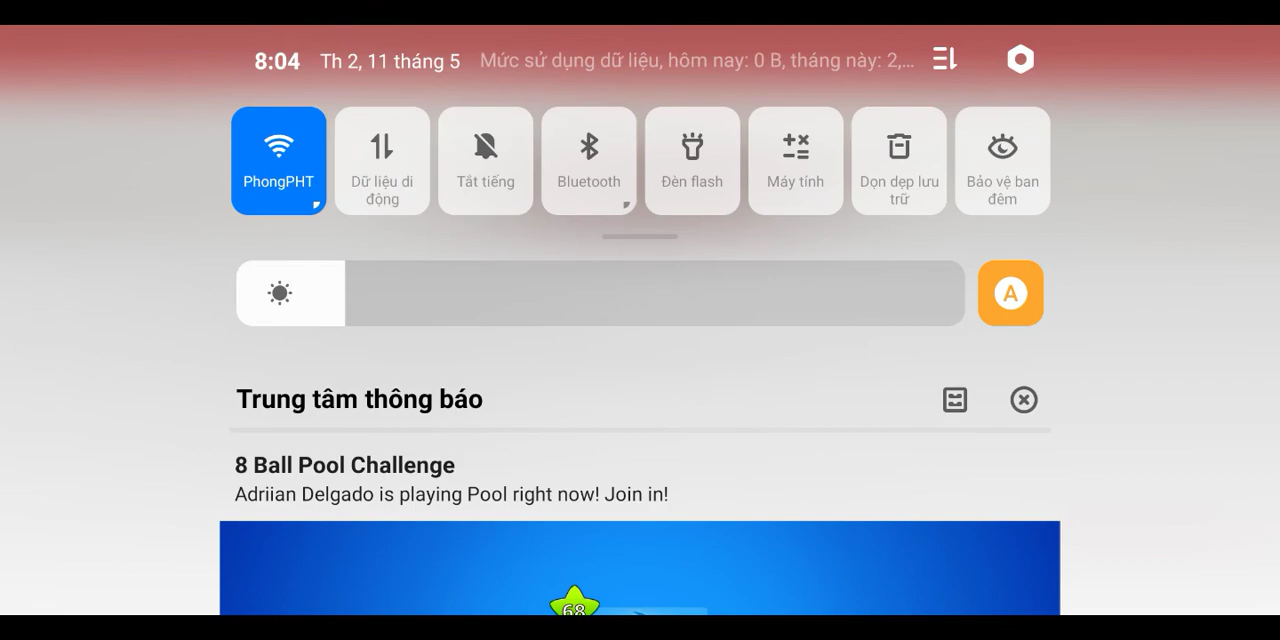 8:04 Th 2, 11 tháng 5 Mức sử dụng dữ liệu, hôm nay: 0 B, tháng này: 2,...
PhongPHT
Dữ liệu di
động
Tắt tiếng
Bluetooth
Đèn flash
Máy tính
Dọn dẹp lưu
trữ
Bảo vệ ban
đêm
A
Trung tâm thông báo
8 Ball Pool Challenge
Adriian Delgado is playing Pool right now! Join in!
68